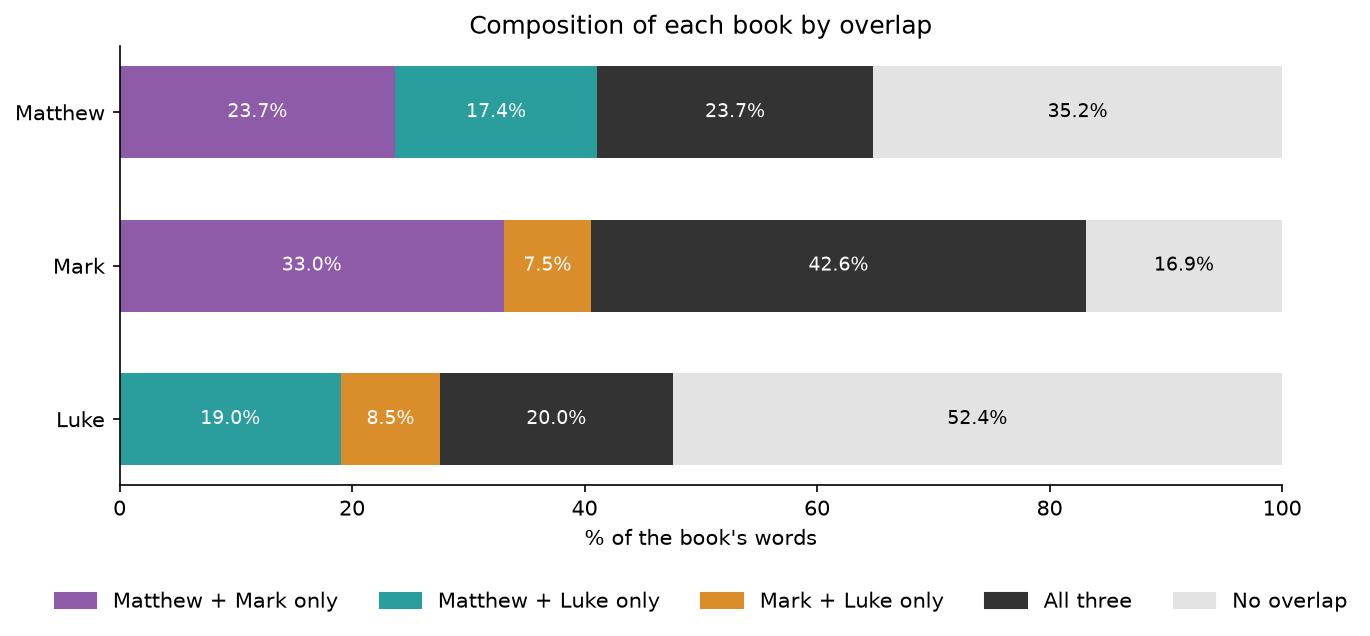 Composition of each book by overlap
Matthew
23.7%
17.4%
23.7%
35.2%
Mark
33.0%
7.5%
42.6%
16.9%
Luke
19.0%
8.5%
20.0%
52.4%
0 20 40 60 80 100
% of the book's words
Matthew + Mark only
Matthew + Luke only
Mark + Luke only
All three
No overlap